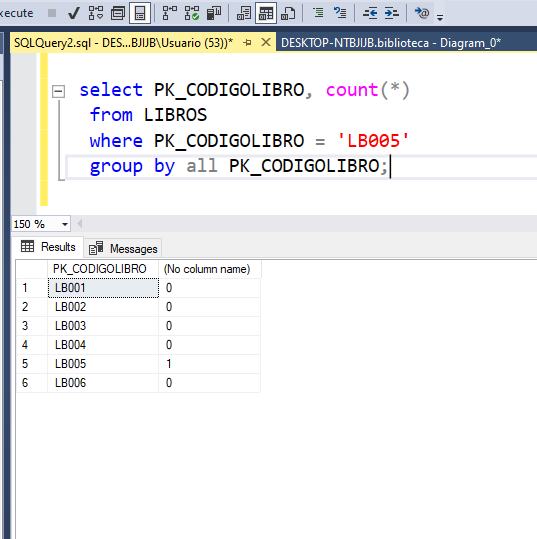 xecute
SQLQuery2.sql - DES...BJIJB\Usuario (53))* DESKTOP-NTBJIJB.biblioteca - Diagram_0*
select PK_CODIGOLIBRO, count(*)
from LIBROS
where PK_CODIGOLIBRO = 'LB005'
group by all PK_CODIGOLIBRO;
150 %
Results Messages
PK_CODIGOLIBRO (No column name)
1 LB001 0
2 LB002 0
3 LB003 0
4 LB004 0
5 LB005 1
6 LB006 0